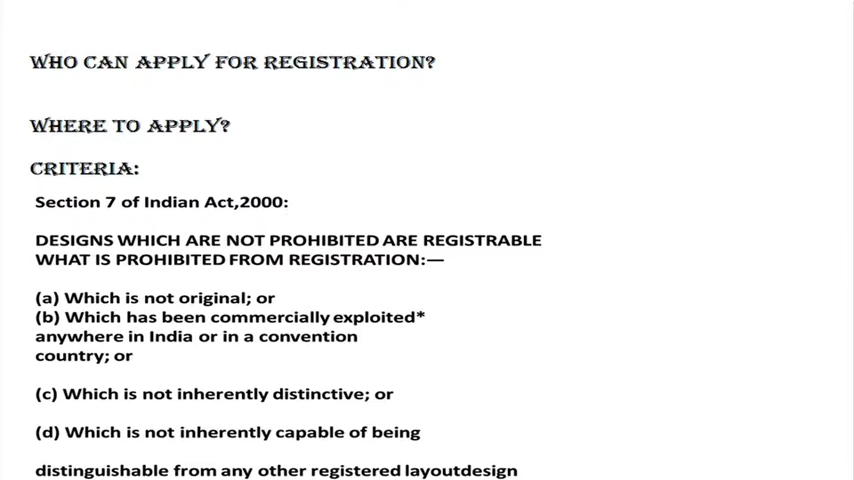 WHO CAN APPLY FOR REGISTRATION?
WHERE TO APPLY?
CRITERIA:
Section 7 of Indian Act,2000:
DESIGNS WHICH ARE NOT PROHIBITED ARE REGISTRABLE
WHAT IS PROHIBITED FROM REGISTRATION:—
(a) Which is not original; or
(b) Which has been commercially exploited*
anywhere in India or in a convention
country; or
(c) Which is not inherently distinctive; or
(d) Which is not inherently capable of being
distinguishable from any other registered layoutdesign